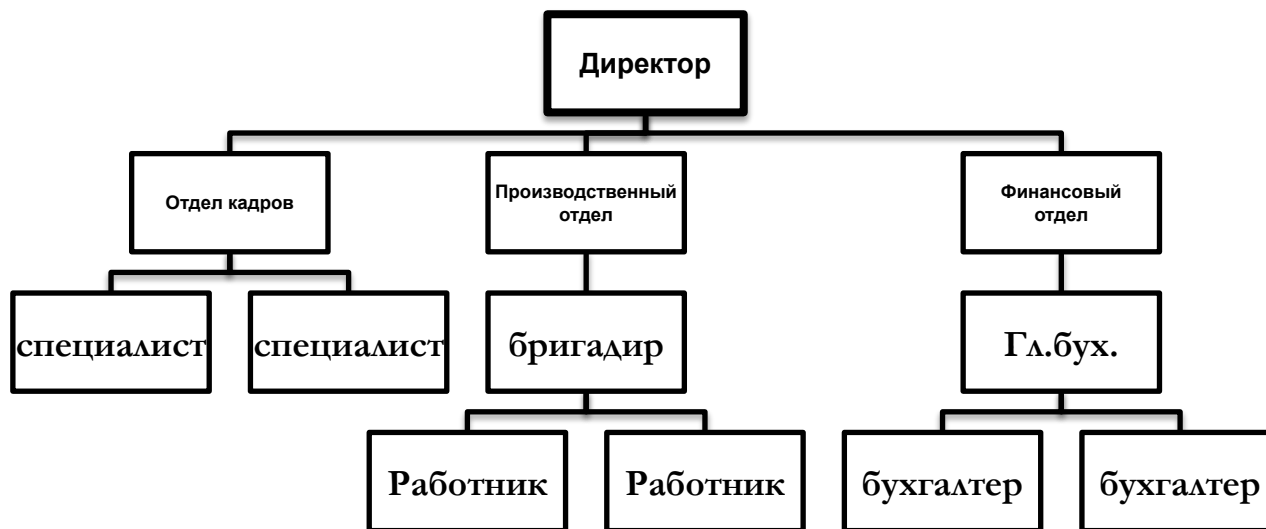 Директор
Отдел кадров
Производственный
отдел
Финансовый
отдел
специалист
специалист
бригадир
Гл.бух.
Работник
Работник
бухгалтер
бухгалтер